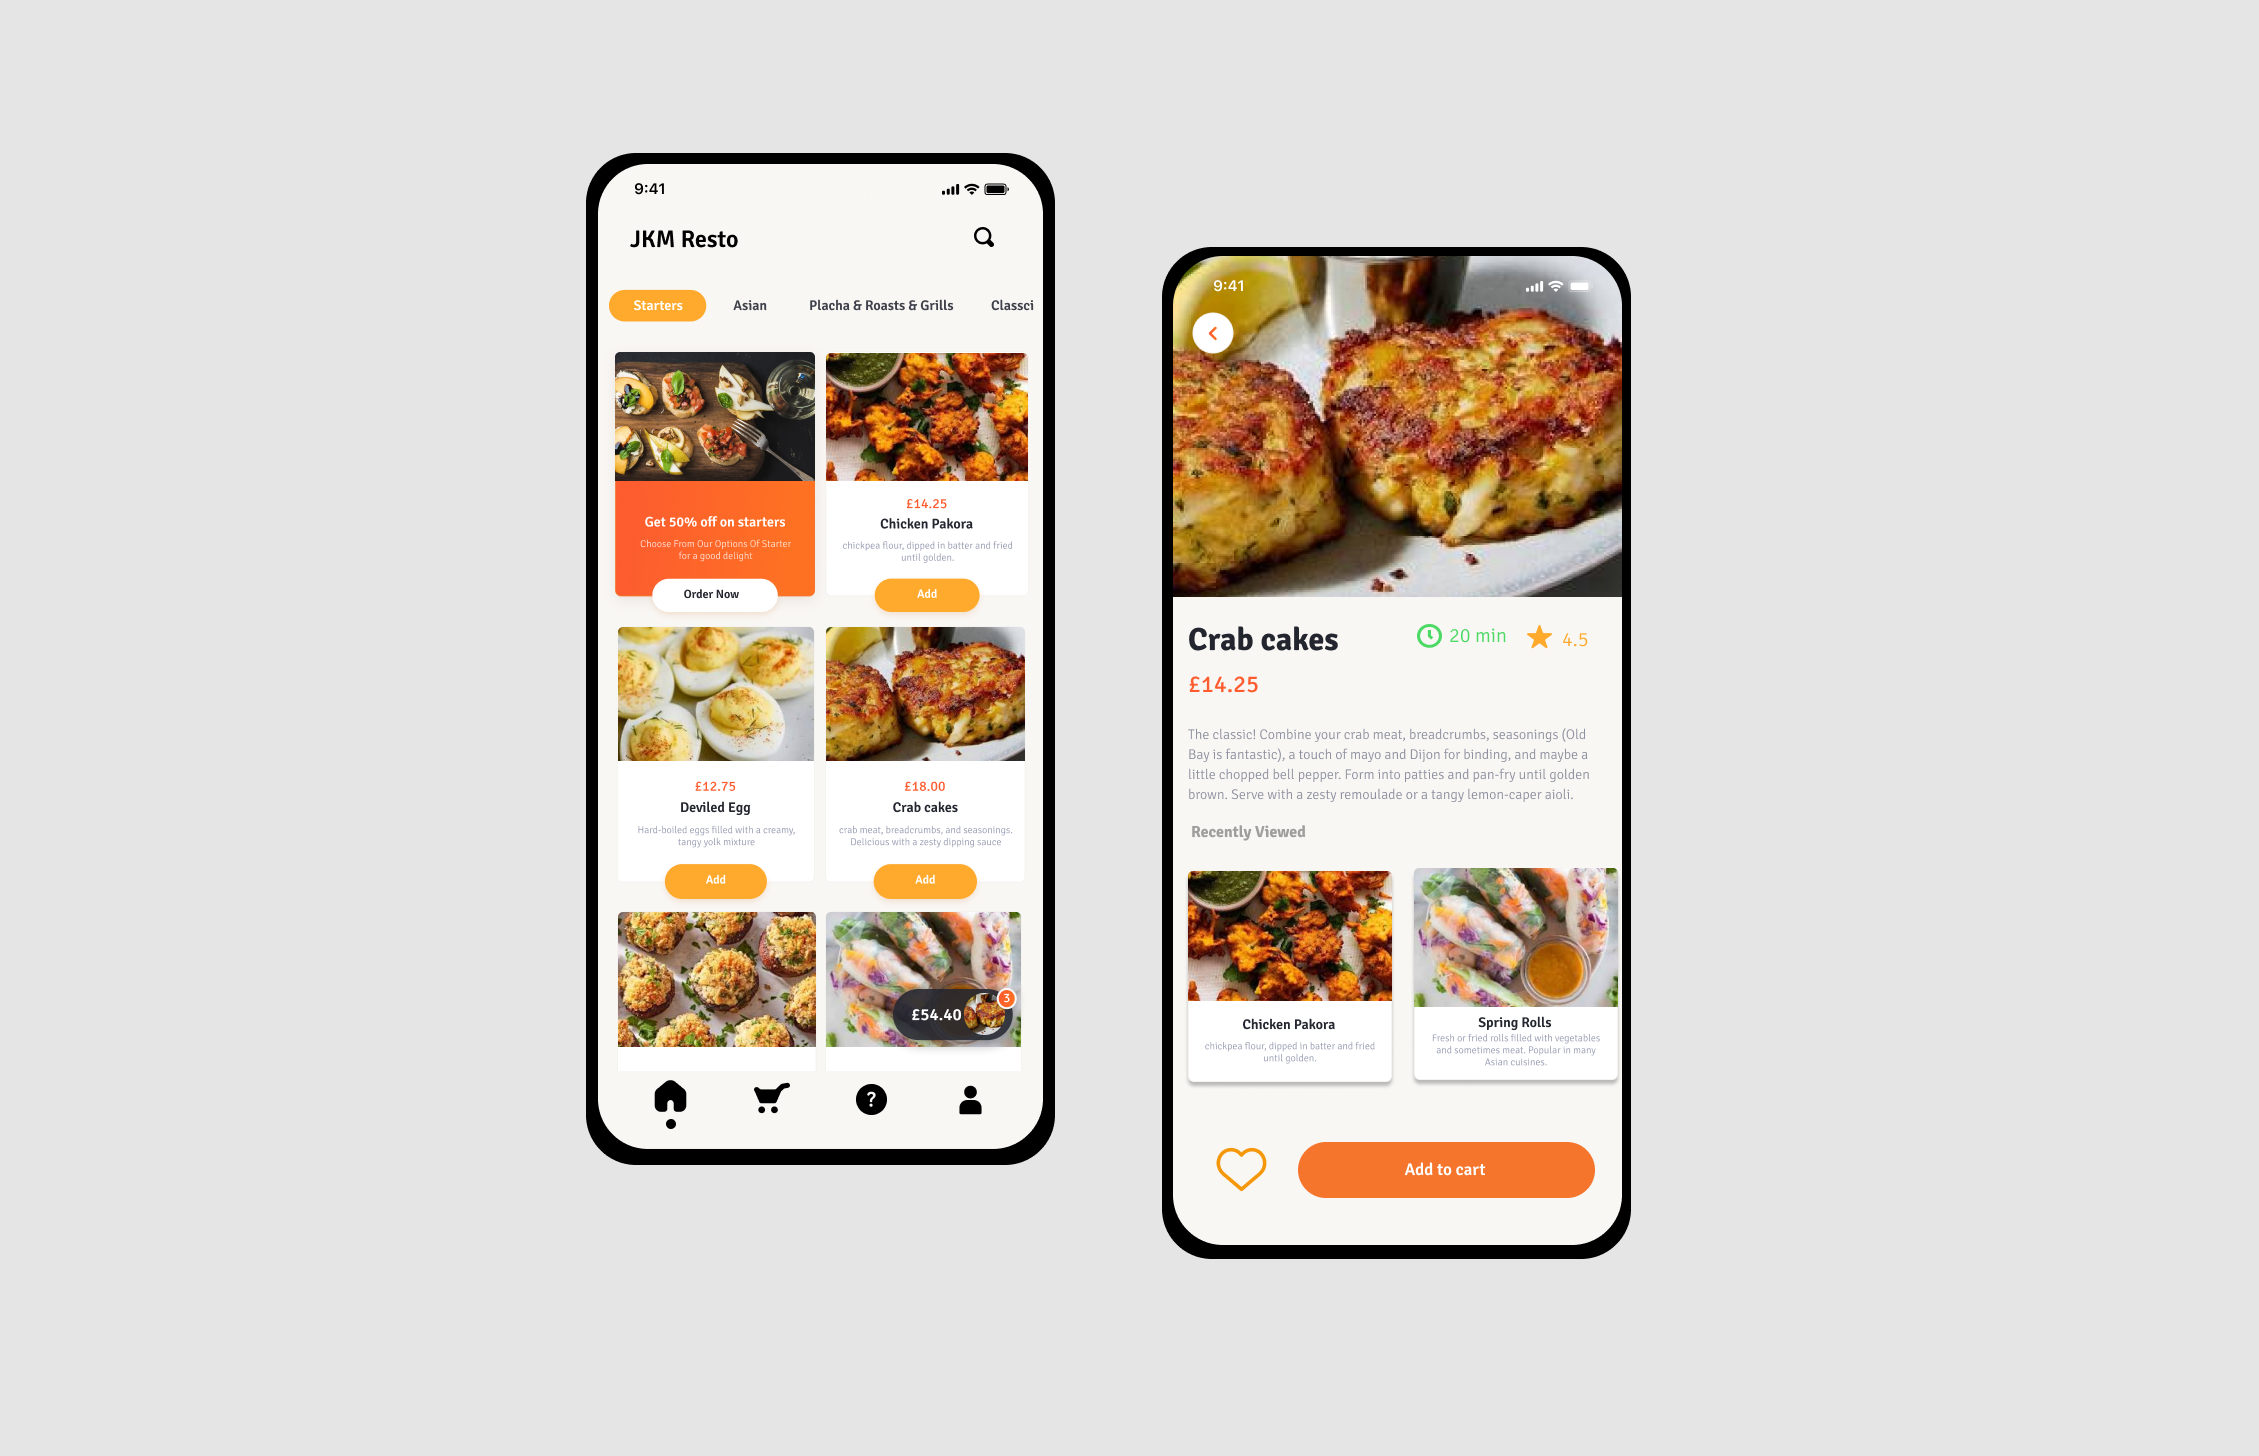 9:41
JKM Resto
Starters
Asian
Placha & Roasts & Grills
Classci
Get 50% off on starters
Choose From Our Options Of Starter
for a good delight
Order Now
£14.25
Chicken Pakora
chickpea flour, dipped in batter and fried
until golden.
Add
£12.75
Deviled Egg
Hard-boiled eggs filled with a creamy,
tangy yolk mixture
Add
£18.00
Crab cakes
crab meat, breadcrumbs, and seasonings.
Delicious with a zesty dipping sauce
Add
£54.40
3
?
9:41
Crab cakes
20 min
4.5
£14.25
The classic! Combine your crab meat, breadcrumbs, seasonings (Old
Bay is fantastic), a touch of mayo and Dijon for binding, and maybe a
little chopped bell pepper. Form into patties and pan-fry until golden
brown. Serve with a zesty remoulade or a tangy lemon-caper aioli.
Recently Viewed
Chicken Pakora
chickpea flour, dipped in batter and fried
until golden.
Spring Rolls
Fresh or fried rolls filled with vegetables
and sometimes meat. Popular in many
Asian cuisines.
Add to cart